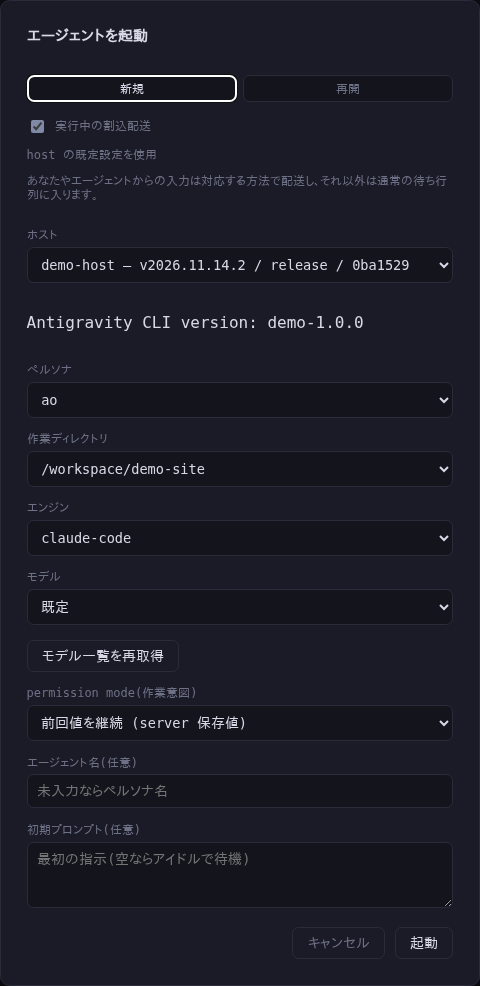 エージェントを起動
新規
再開
実行中の割込配送
host の既定設定を使用
あなたやエージェントからの入力は対応する方法で配送し、それ以外は通常の待ち行
列に入ります。
ホスト
demo-host — v2026.11.14.2 / release / 0ba1529
Antigravity CLI version: demo-1.0.0
ペルソナ
ao
作業ディレクトリ
/workspace/demo-site
エンジン
claude-code
モデル
既定
モデル一覧を再取得
permission mode(作業意図)
前回値を継続 (server 保存値)
エージェント名(任意)
未入力ならペルソナ名
初期プロンプト(任意)
最初の指示(空ならアイドルで待機)
キャンセル
起動